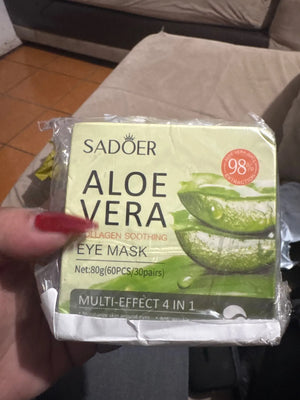 SADOER
98%
ALOE
VERA
COLLAGEN SOOTHING
EYE MASK
Net:80g(60PCS/30pairs)
MULTI-EFFECT 4 IN 1